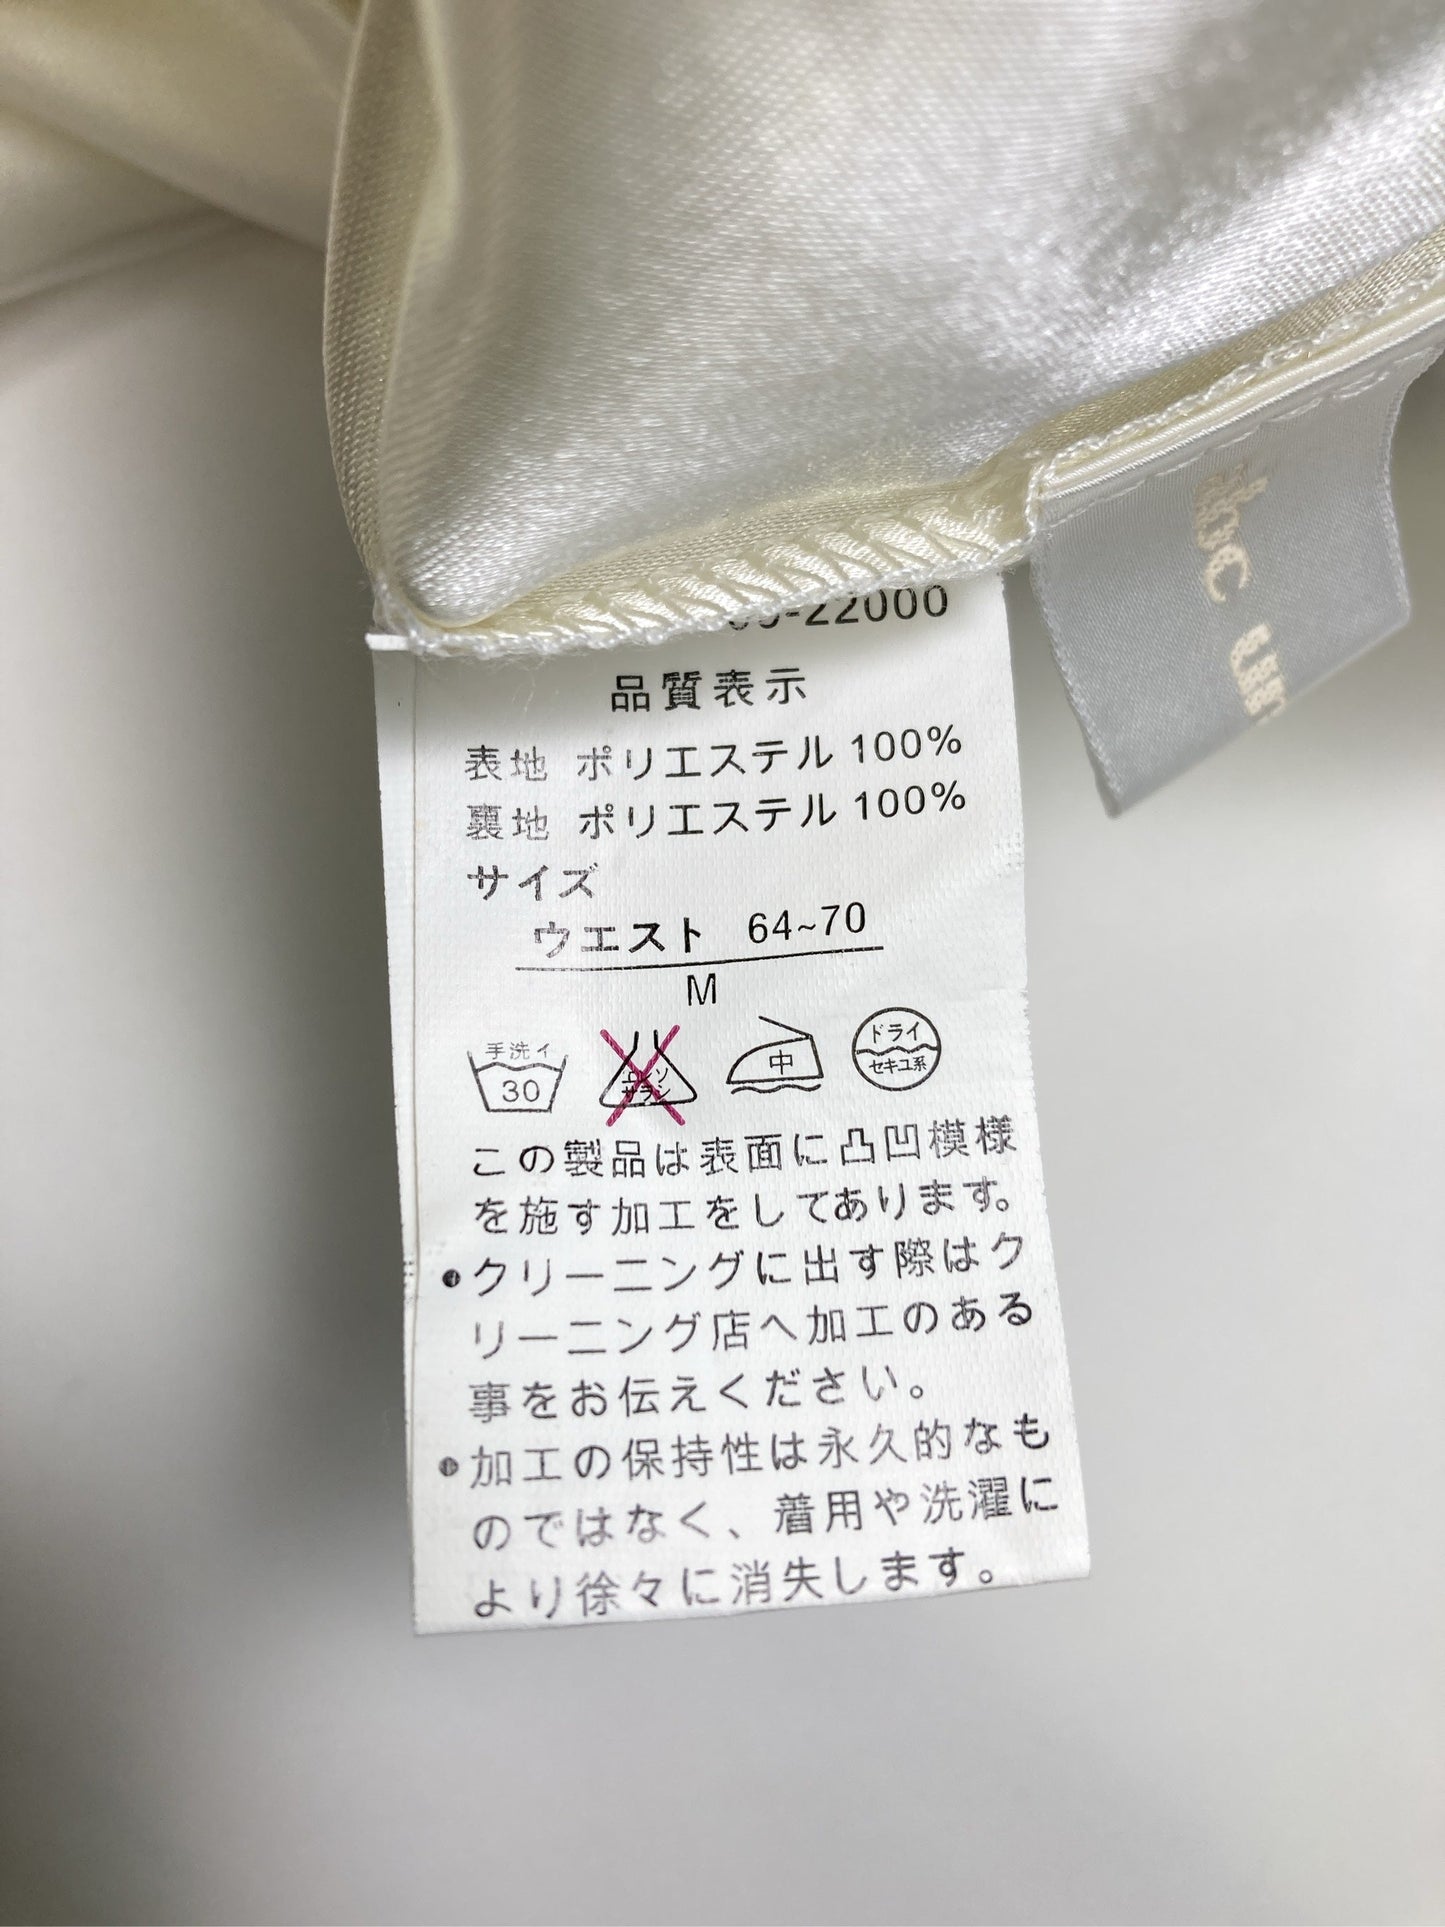 -22000
品質表示
表地 ポリエステル 100%
裏地 ポリエステル 100%
サイズ
ウエスト 64~70
M
手洗イ
30
エンソ
サラシ
中
ドライ
セキユ系
この製品は表面に凸凹模様
を施す加工をしてあります。
•クリーニングに出す際はク
リーニング店へ加工のある
事をお伝えください。
•加工の保持性は永久的なも
のではなく、着用や洗濯に
より徐々に消失します。